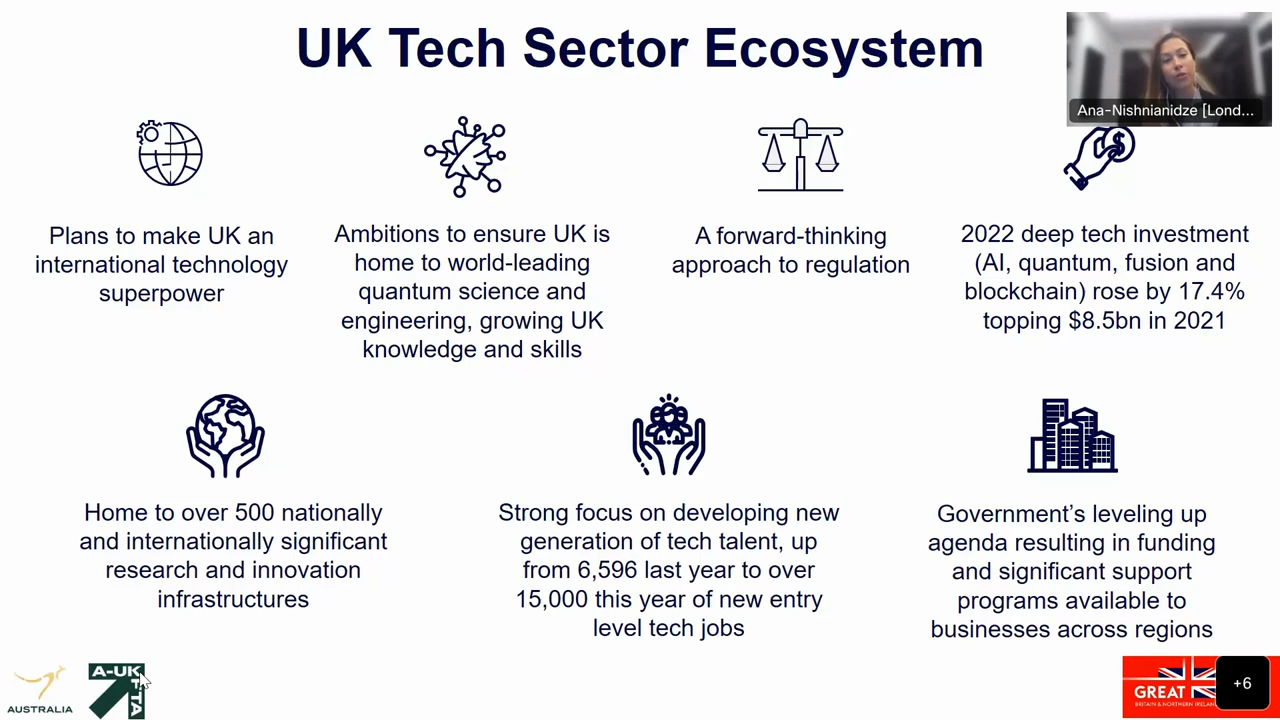 UK Tech Sector Ecosystem
Ana-Nishnianidze [Lond...
Plans to make UK an
international technology
superpower
Ambitions to ensure UK is
home to world-leading
quantum science and
engineering, growing UK
knowledge and skills
A forward-thinking
approach to regulation
2022 deep tech investment
(AI, quantum, fusion and
blockchain) rose by 17.4%
topping $8.5bn in 2021
Home to over 500 nationally
and internationally significant
research and innovation
infrastructures
Strong focus on developing new
generation of tech talent, up
from 6,596 last year to over
15,000 this year of new entry
level tech jobs
Government's leveling up
agenda resulting in funding
and significant support
programs available to
businesses across regions
AUSTRALIA
A-UK
FTA
GREAT
BRITAIN & NORTHERN IRELAND
+6